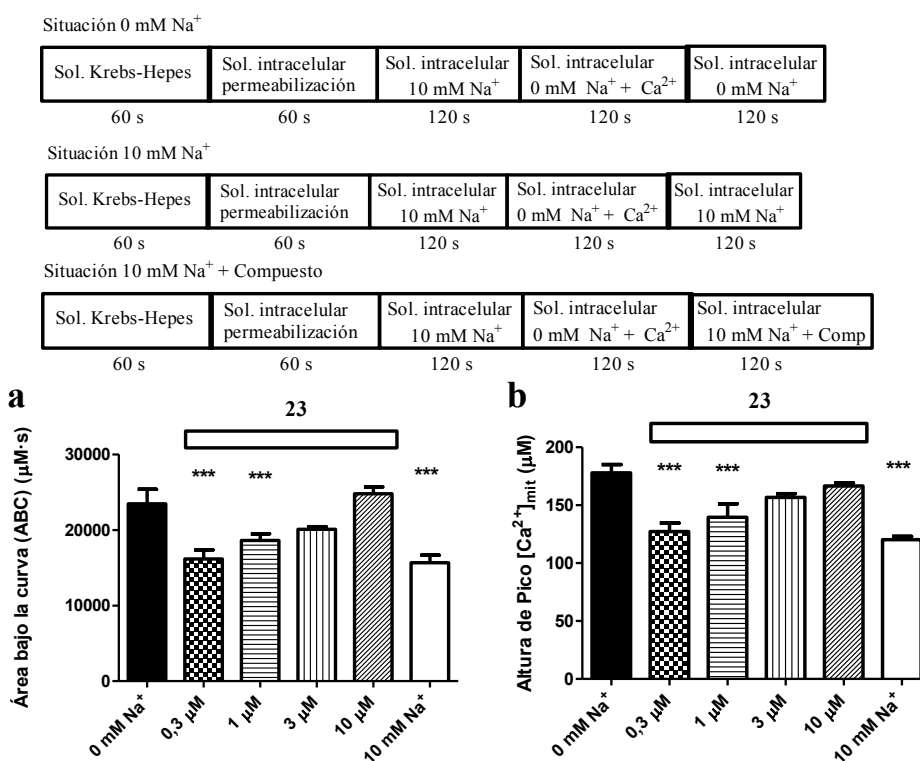 Situación 0 mM Na⁺
Sol. Krebs-Hepes
Sol. intracelular
permeabilización
Sol. intracelular
10 mM Na⁺
Sol. intracelular
0 mM Na⁺ + Ca²⁺
Sol. intracelular
0 mM Na⁺
60 s
60 s
120 s
120 s
120 s
Situación 10 mM Na⁺
Sol. Krebs-Hepes
Sol. intracelular
permeabilización
Sol. intracelular
10 mM Na⁺
Sol. intracelular
0 mM Na⁺ + Ca²⁺
Sol. intracelular
10 mM Na⁺
60 s
60 s
120 s
120 s
120 s
Situación 10 mM Na⁺ + Compuesto
Sol. Krebs-Hepes
Sol. intracelular
permeabilización
Sol. intracelular
10 mM Na⁺
Sol. intracelular
0 mM Na⁺ + Ca²⁺
Sol. intracelular
10 mM Na⁺ + Comp
60 s
60 s
120 s
120 s
120 s
a
23
Área bajo la curva (ABC) (μM·s)
30000
20000
10000
0
***
***
***
0 mM Na⁺
0,3 μM
1 μM
3 μM
10 μM
10 mM Na⁺
b
23
Altura de Pico [Ca²⁺]mit (μM)
200
150
100
50
0
***
***
***
0 mM Na⁺
0,3 μM
1 μM
3 μM
10 μM
10 mM Na⁺